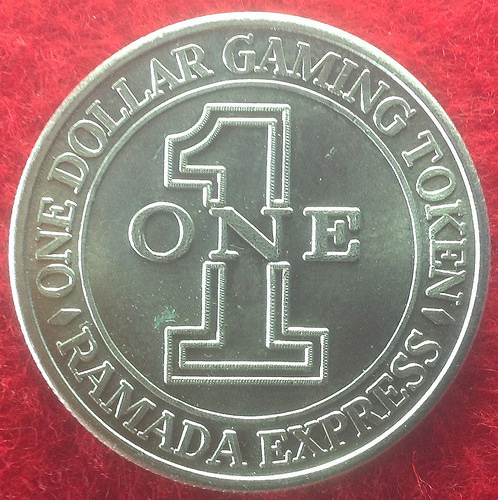 ONE DOLLAR GAMING TOKEN
1
ONE
RAMADA EXPRESS